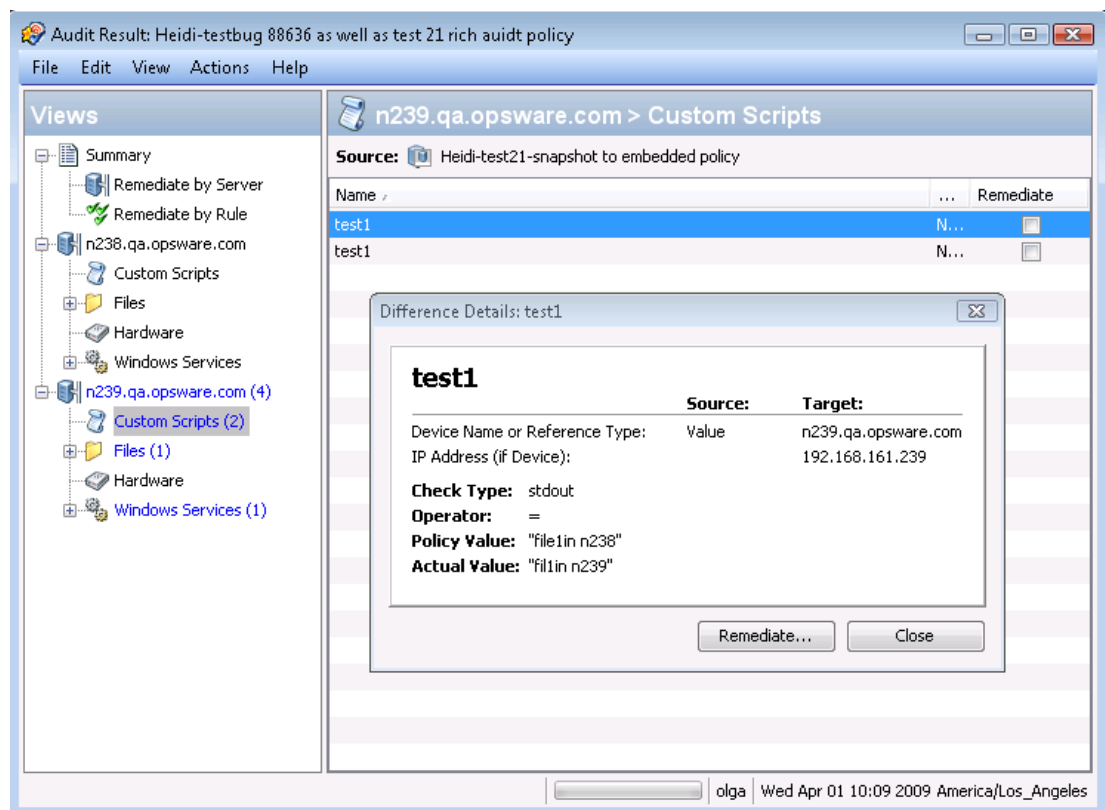 Audit Result: Heidi-testbug 88636 as well as test 21 rich auidt policy
File Edit View Actions Help
Views
Summary
Remediate by Server
Remediate by Rule
n238.qa.opsware.com
Custom Scripts
Files
Hardware
Windows Services
n239.qa.opsware.com (4)
Custom Scripts (2)
Files (1)
Hardware
Windows Services (1)
n239.qa.opsware.com > Custom Scripts
Source: Heidi-test21-snapshot to embedded policy
Name ... Remediate
test1 N...
test1 N...
Difference Details: test1
test1
Source: Target:
Device Name or Reference Type: Value n239.qa.opsware.com
IP Address (if Device): 192.168.161.239
Check Type: stdout
Operator: =
Policy Value: "file1in n238"
Actual Value: "fil1in n239"
Remediate... Close
olga Wed Apr 01 10:09 2009 America/Los_Angeles